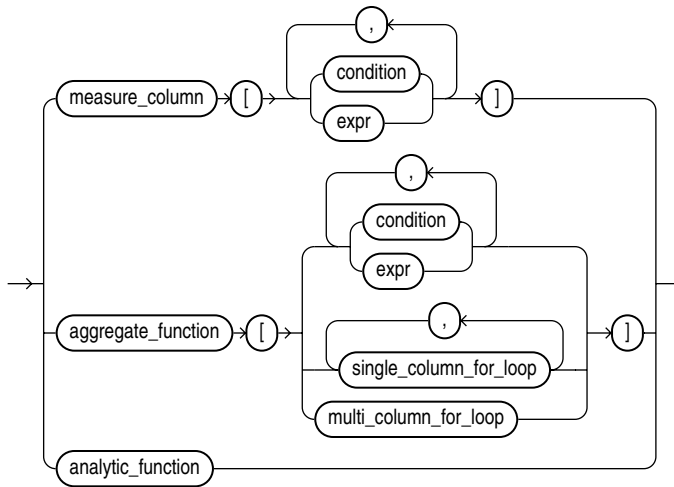 ,
condition
measure_column [ ]
expr
,
condition
expr
aggregate_function [ , ]
single_column_for_loop
multi_column_for_loop
analytic_function